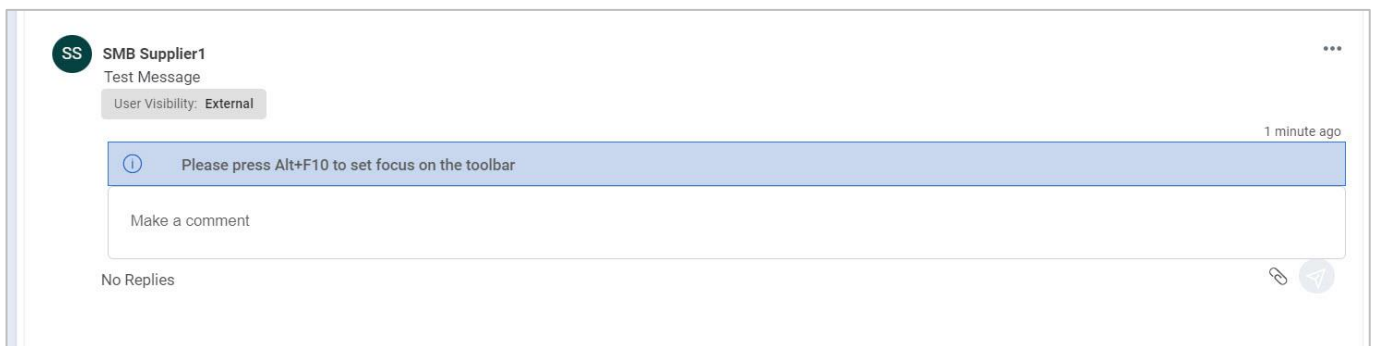 SS SMB Supplier1
Test Message
User Visibility: External
1 minute ago
Please press Alt+F10 to set focus on the toolbar
Make a comment
No Replies